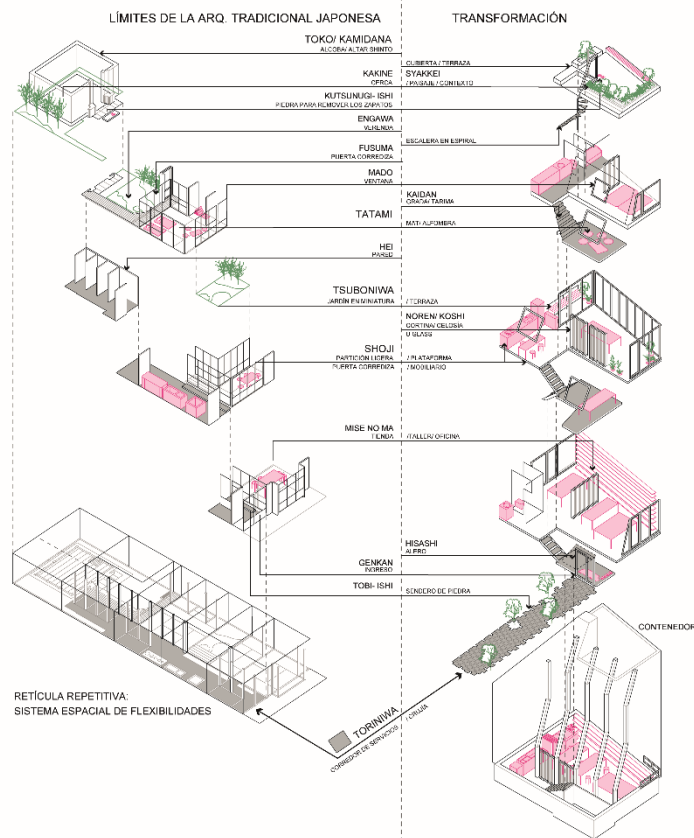 LÍMITES DE LA ARQ. TRADICIONAL JAPONESA
TRANSFORMACIÓN
TOKO/ KAMIDANA
ALCOBA/ ALTAR SHINTO
CUBIERTA / TERRAZA
KAKINE
SYAKKEI
CERCA
/ PAISAJE / CONTEXTO
KUTSUNUGI- ISHI
PIEDRA PARA REMOVER LOS ZAPATOS
ENGAWA
VERENDA
ESCALERA EN ESPIRAL
FUSUMA
PUERTA CORREDIZA
MADO
VENTANA
KAIDAN
GRADA/ TARIMA
TATAMI
MAT/ ALFOMBRA
HEI
PARED
TSUBONIWA
JARDÍN EN MINIATURA
/ TERRAZA
NOREN/ KOSHI
CORTINA/ CELOSÍA
U GLASS
SHOJI
PARTICIÓN LIGERA
/ PLATAFORMA
PUERTA CORREDIZA
/ MOBILIARIO
MISE NO MA
TIENDA
/TALLER/ OFICINA
HISASHI
ALERO
GENKAN
INGRESO
TOBI- ISHI
SENDERO DE PIEDRA
CONTENEDOR
RETÍCULA REPETITIVA:
SISTEMA ESPACIAL DE FLEXIBILIDADES
TORINIWA
CORREDOR DE SERVICIOS
/ CRUJÍA